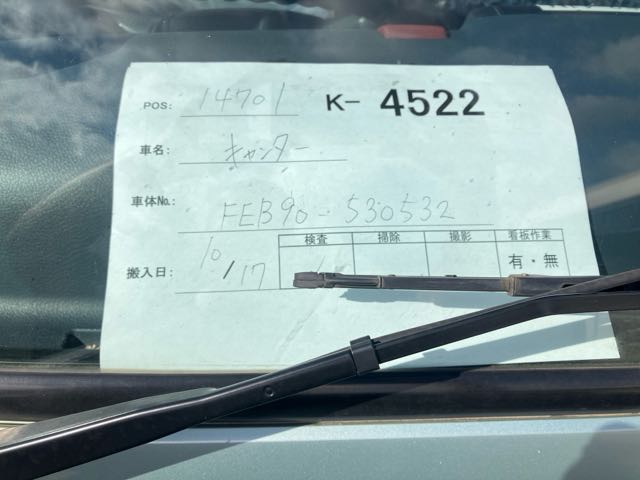 POS: 14701 K- 4522
車名: キャンター
車体No.: FEB90-530532
検査 掃除 撮影 看板作業
搬入日: 10/17 有・無